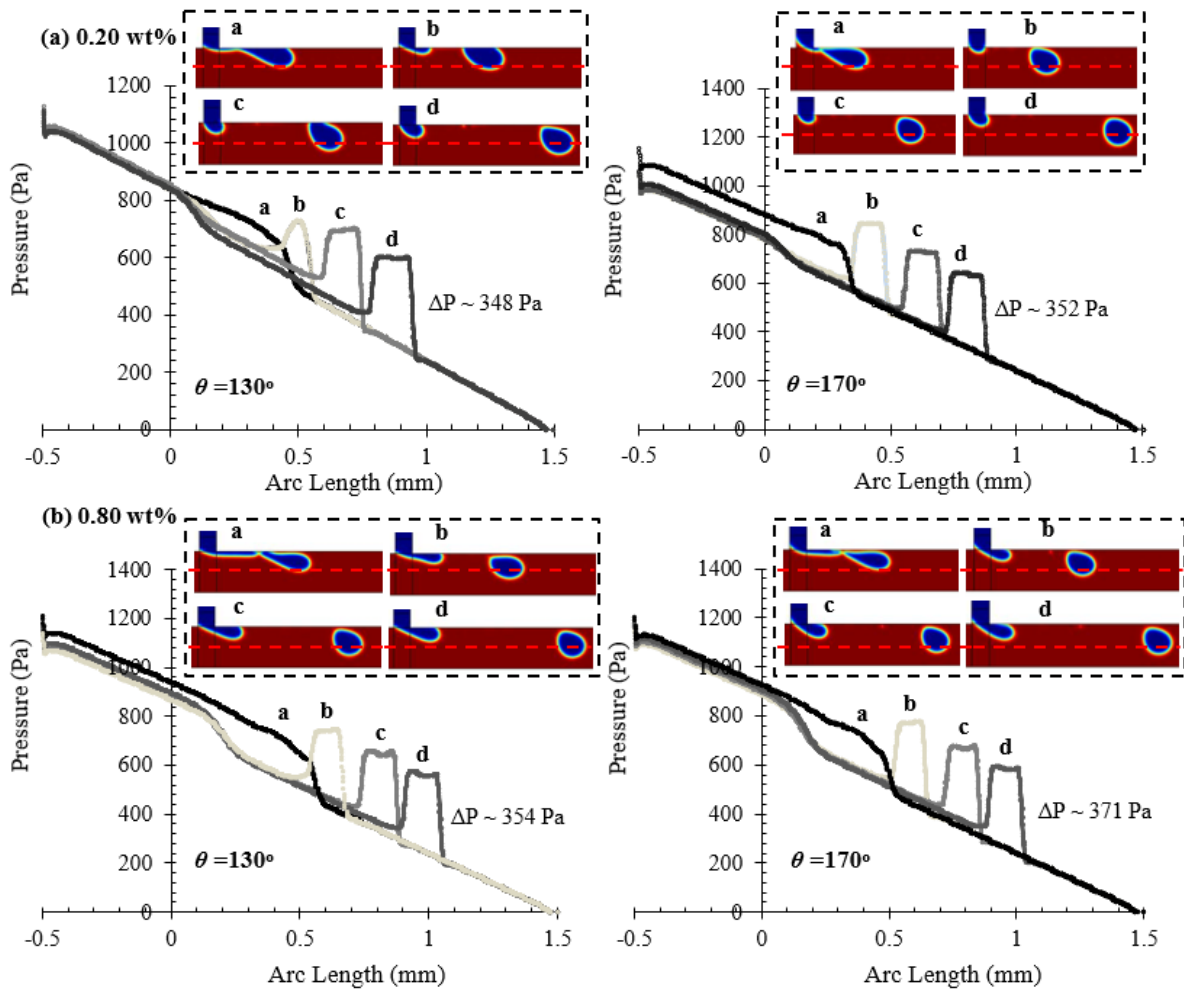 (a) 0.20 wt%
a
b
c
d
Pressure (Pa)
1200
1000
800
600
400
200
0
a
b
c
d
ΔP ~ 348 Pa
θ =130°
-0.5
0
0.5
1
1.5
Arc Length (mm)
a
b
c
d
Pressure (Pa)
1400
1200
1000
800
600
400
200
0
a
b
c
d
ΔP ~ 352 Pa
θ =170°
-0.5
0
0.5
1
1.5
Arc Length (mm)
(b) 0.80 wt%
a
b
c
d
Pressure (Pa)
1400
1200
1000
800
600
400
200
0
a
b
c
d
ΔP ~ 354 Pa
θ =130°
-0.5
0
0.5
1
1.5
Arc Length (mm)
a
b
c
d
Pressure (Pa)
1400
1200
1000
800
600
400
200
0
a
b
c
d
ΔP ~ 371 Pa
θ =170°
-0.5
0
0.5
1
1.5
Arc Length (mm)